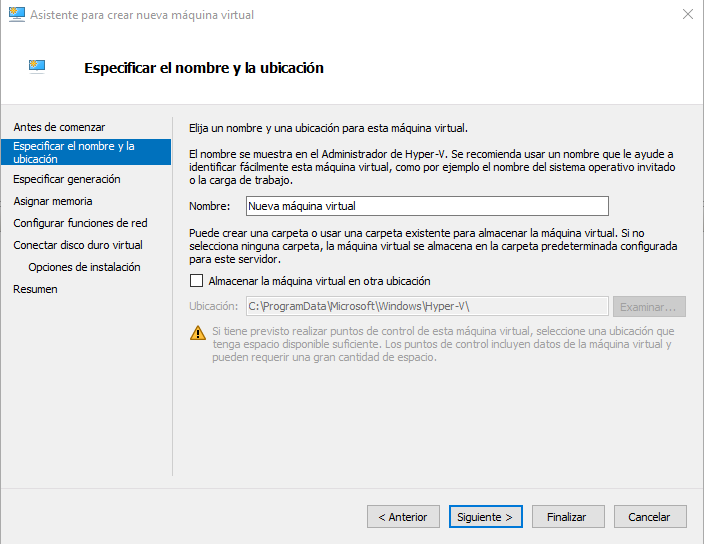 Asistente para crear nueva máquina virtual
Especificar el nombre y la ubicación
Antes de comenzar
Especificar el nombre y la
ubicación
Especificar generación
Asignar memoria
Configurar funciones de red
Conectar disco duro virtual
Opciones de instalación
Resumen
Elija un nombre y una ubicación para esta máquina virtual.
El nombre se muestra en el Administrador de Hyper-V. Se recomienda usar un nombre que le ayude a
identificar fácilmente esta máquina virtual, como por ejemplo el nombre del sistema operativo invitado
o la carga de trabajo.
Nombre: Nueva máquina virtual
Puede crear una carpeta o usar una carpeta existente para almacenar la máquina virtual. Si no
selecciona ninguna carpeta, la máquina virtual se almacena en la carpeta predeterminada configurada
para este servidor.
Almacenar la máquina virtual en otra ubicación
Ubicación: C:\ProgramData\Microsoft\Windows\Hyper-V\ Examinar...
Si tiene previsto realizar puntos de control de esta máquina virtual, seleccione una ubicación que
tenga espacio disponible suficiente. Los puntos de control incluyen datos de la máquina virtual y
pueden requerir una gran cantidad de espacio.
< Anterior Siguiente > Finalizar Cancelar